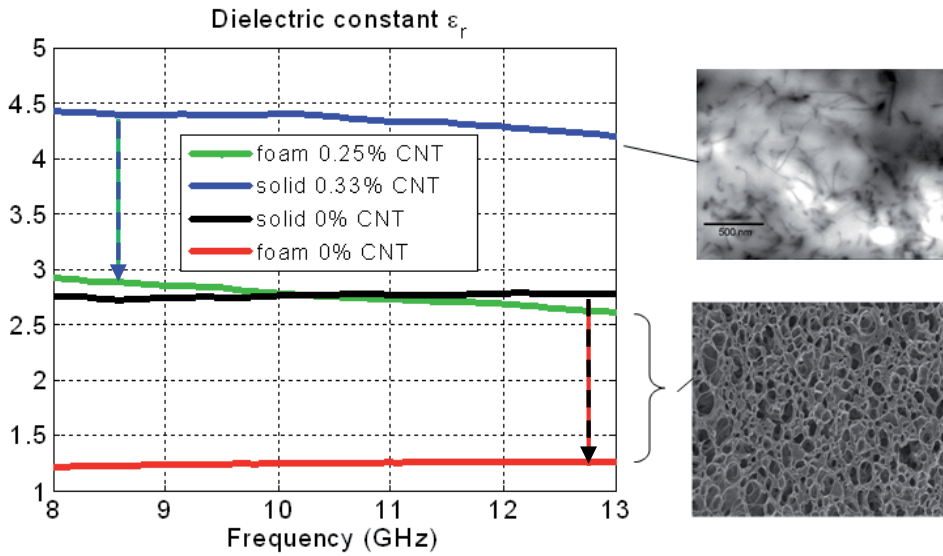 Dielectric constant εr
5
4.5
4
3.5
3
2.5
2
1.5
1
foam 0.25% CNT
solid 0.33% CNT
solid 0% CNT
foam 0% CNT
8 9 10 11 12 13
Frequency (GHz)
500 nm